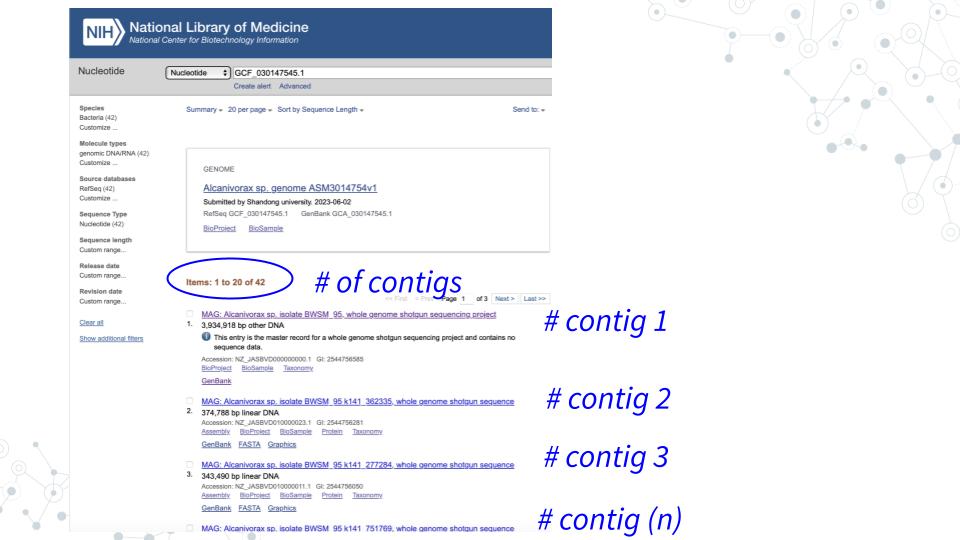 NIH National Library of Medicine
National Center for Biotechnology Information
Nucleotide
Nucleotide GCF_030147545.1
Create alert Advanced
Species
Bacteria (42)
Customize ...
Molecule types
genomic DNA/RNA (42)
Customize ...
Source databases
RefSeq (42)
Customize ...
Sequence Type
Nucleotide (42)
Sequence length
Custom range...
Release date
Custom range...
Revision date
Custom range...
Clear all
Show additional filters
Summary 20 per page Sort by Sequence Length Send to:
GENOME
Alcanivorax sp. genome ASM3014754v1
Submitted by Shandong university. 2023-06-02
RefSeq GCF_030147545.1 GenBank GCA_030147545.1
BioProject BioSample
Items: 1 to 20 of 42
# of contigs
<< First < Prev Page 1 of 3 Next > Last >>
MAG: Alcanivorax sp. isolate BWSM_95, whole genome shotgun sequencing project
# contig 1
1. 3,934,918 bp other DNA
This entry is the master record for a whole genome shotgun sequencing project and contains no
sequence data.
Accession: NZ_JASBVD000000000.1 GI: 2544756585
BioProject BioSample Taxonomy
GenBank
MAG: Alcanivorax sp. isolate BWSM_95 k141_362335, whole genome shotgun sequence
# contig 2
2. 374,788 bp linear DNA
Accession: NZ_JASBVD010000023.1 GI: 2544756281
Assembly BioProject BioSample Protein Taxonomy
GenBank FASTA Graphics
MAG: Alcanivorax sp. isolate BWSM_95 k141_277284, whole genome shotgun sequence
# contig 3
3. 343,490 bp linear DNA
Accession: NZ_JASBVD010000011.1 GI: 2544756050
Assembly BioProject BioSample Protein Taxonomy
GenBank FASTA Graphics
MAG: Alcanivorax sp. isolate BWSM_95 k141_751769, whole genome shotgun sequence
# contig (n)